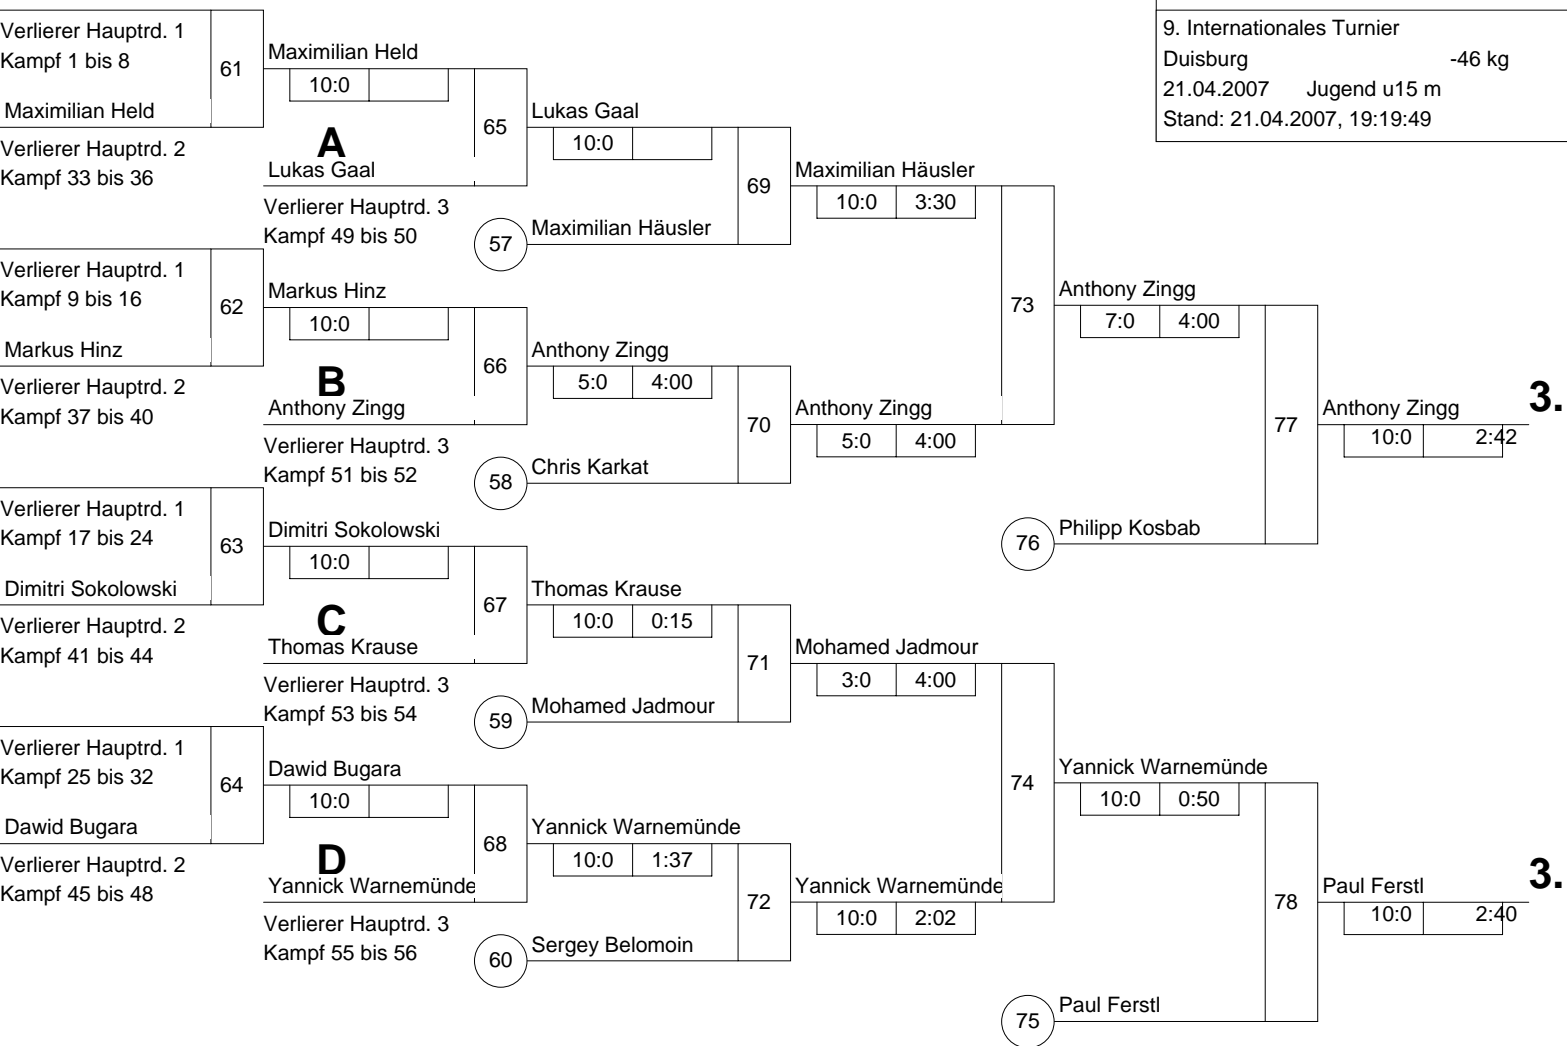 9. Internationales Turnier
Duisburg -46 kg
21.04.2007 Jugend u15 m
Stand: 21.04.2007, 19:19:49
Verlierer Hauptrd. 1
Kampf 1 bis 8
61
Maximilian Held
Verlierer Hauptrd. 2
Kampf 33 bis 36
Verlierer Hauptrd. 1
Kampf 9 bis 16
62
Markus Hinz
Verlierer Hauptrd. 2
Kampf 37 bis 40
Verlierer Hauptrd. 1
Kampf 17 bis 24
63
Dimitri Sokolowski
Verlierer Hauptrd. 2
Kampf 41 bis 44
Verlierer Hauptrd. 1
Kampf 25 bis 32
64
Dawid Bugara
Verlierer Hauptrd. 2
Kampf 45 bis 48
Maximilian Held
10:0
A
65
Lukas Gaal
Verlierer Hauptrd. 3
Kampf 49 bis 50
Markus Hinz
10:0
B
66
Anthony Zingg
Verlierer Hauptrd. 3
Kampf 51 bis 52
Dimitri Sokolowski
10:0
C
67
Thomas Krause
Verlierer Hauptrd. 3
Kampf 53 bis 54
Dawid Bugara
10:0
D
68
Yannick Warnemünde
Verlierer Hauptrd. 3
Kampf 55 bis 56
Lukas Gaal
10:0
69
57 Maximilian Häusler
Anthony Zingg
5:0 4:00
70
58 Chris Karkat
Thomas Krause
10:0 0:15
71
59 Mohamed Jadmour
Yannick Warnemünde
10:0 1:37
72
60 Sergey Belomoin
Maximilian Häusler
10:0 3:30
73
Anthony Zingg
5:0 4:00
Mohamed Jadmour
3:0 4:00
74
Yannick Warnemünde
10:0 2:02
Anthony Zingg
7:0 4:00
77
76 Philipp Kosbab
Yannick Warnemünde
10:0 0:50
78
75 Paul Ferstl
Anthony Zingg 3.
10:0 2:42
Paul Ferstl 3.
10:0 2:40